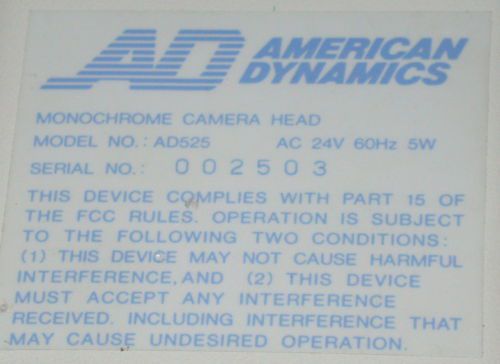 AD AMERICAN
DYNAMICS
MONOCHROME CAMERA HEAD
MODEL NO.: AD525 AC 24V 60Hz 5W
SERIAL NO.: 002503
THIS DEVICE COMPLIES WITH PART 15 OF
THE FCC RULES. OPERATION IS SUBJECT
TO THE FOLLOWING TWO CONDITIONS:
(1) THIS DEVICE MAY NOT CAUSE HARMFUL
INTERFERENCE, AND (2) THIS DEVICE
MUST ACCEPT ANY INTERFERENCE
RECEIVED. INCLUDING INTERFERENCE THAT
MAY CAUSE UNDESIRED OPERATION.